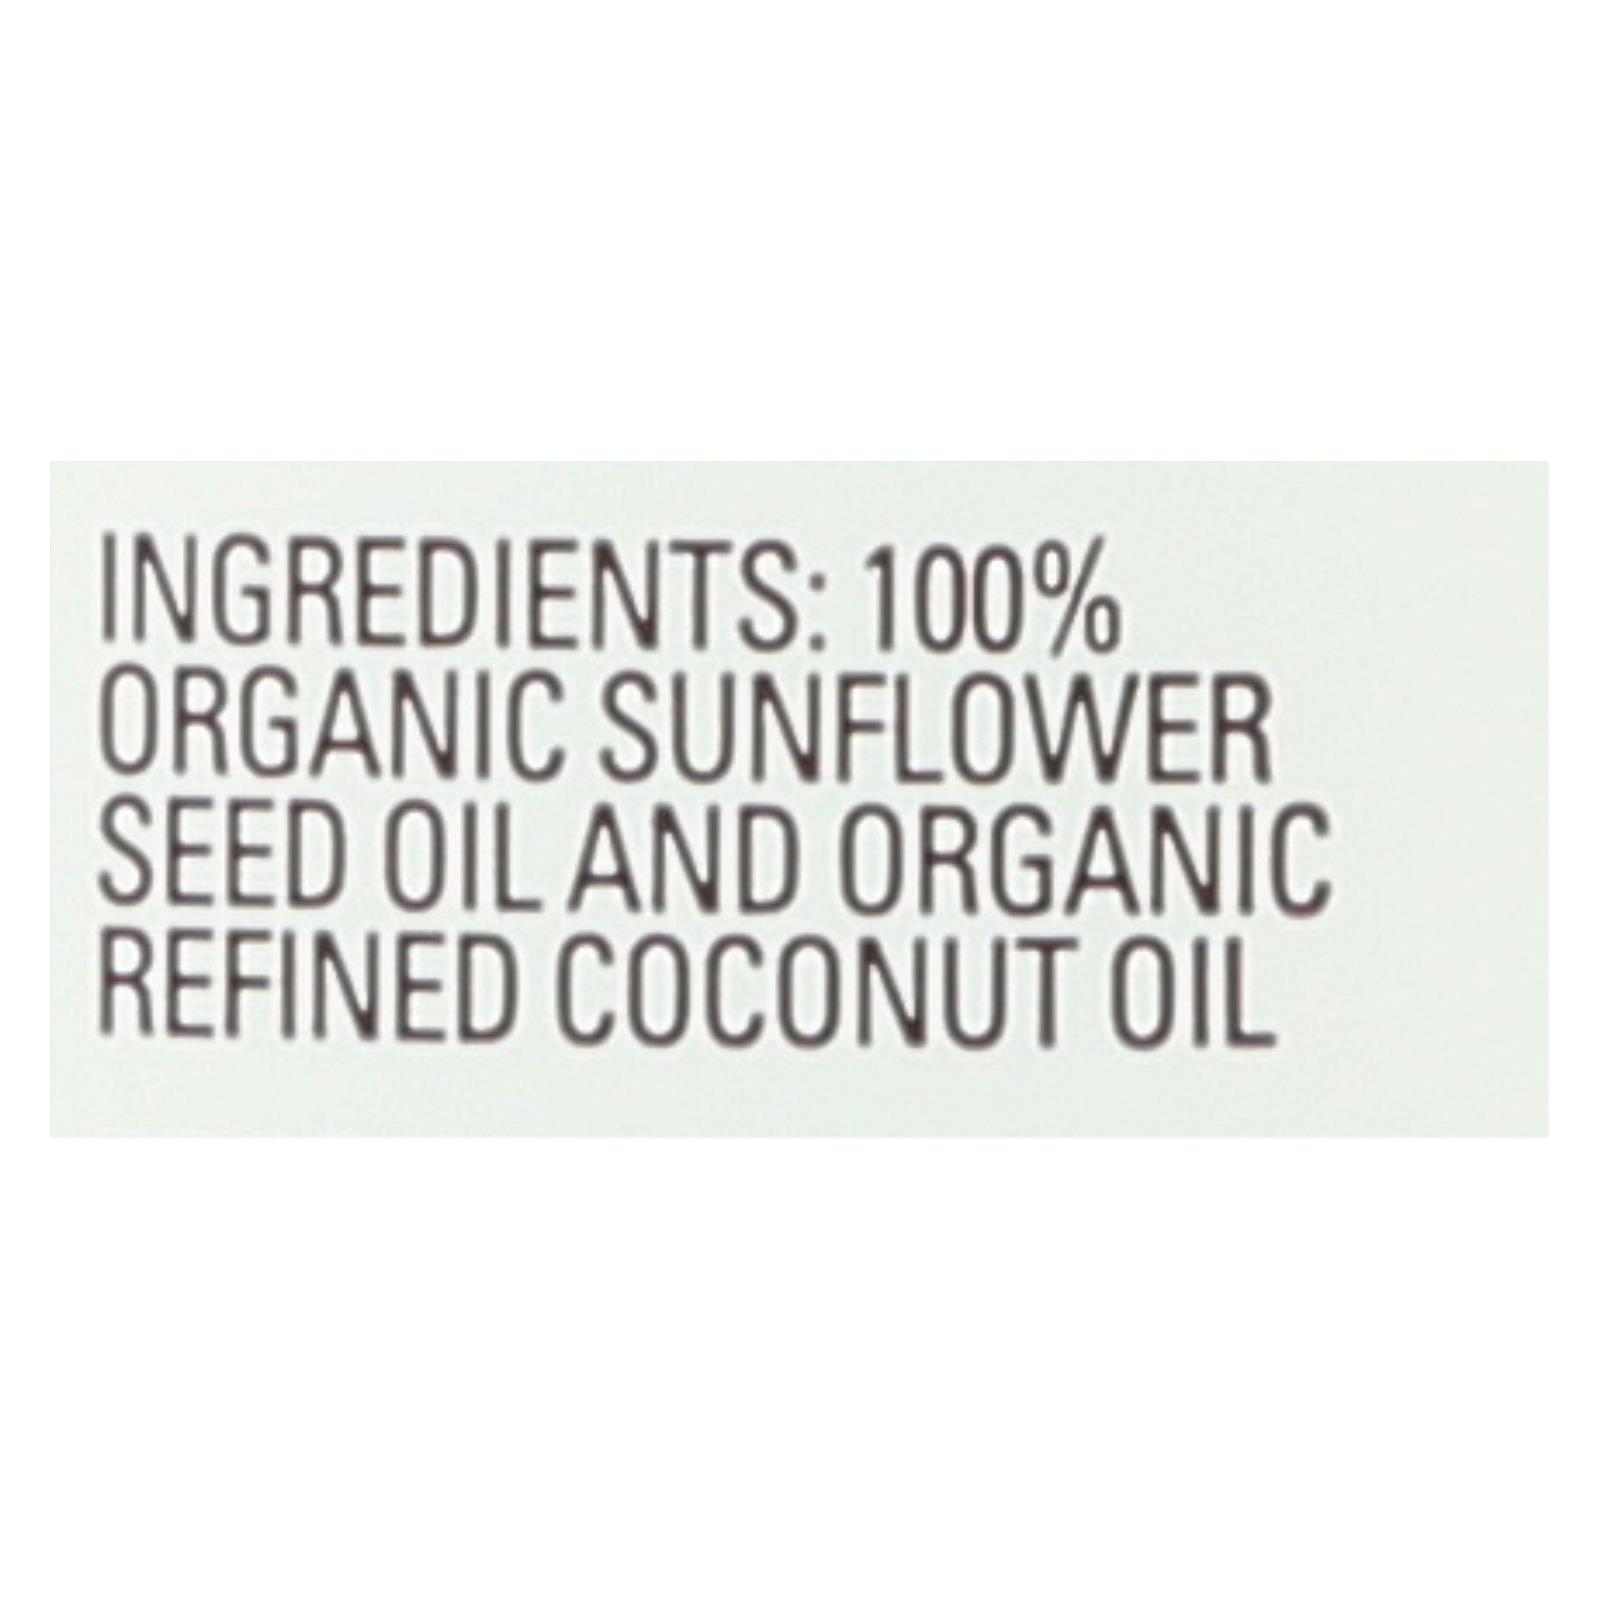 INGREDIENTS: 100%
ORGANIC SUNFLOWER
SEED OIL AND ORGANIC
REFINED COCONUT OIL